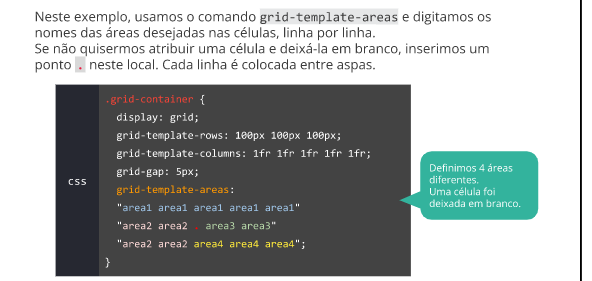 Neste exemplo, usamos o comando grid-template-areas e digitamos os
nomes das áreas desejadas nas células, linha por linha.
Se não quisermos atribuir uma célula e deixá-la em branco, inserimos um
ponto . neste local. Cada linha é colocada entre aspas.
css
.grid-container {
display: grid;
grid-template-rows: 100px 100px 100px;
grid-template-columns: 1fr 1fr 1fr 1fr 1fr;
grid-gap: 5px;
grid-template-areas:
"area1 area1 area1 area1 area1"
"area2 area2 . area3 area3"
"area2 area2 area4 area4 area4";
}
Definimos 4 áreas
diferentes.
Uma célula foi
deixada em branco.